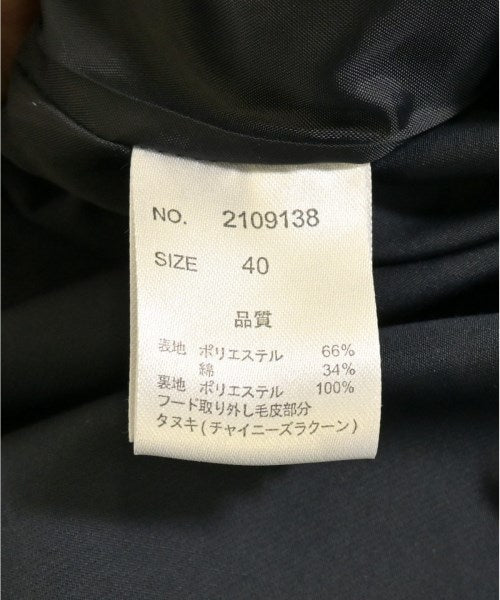 NO. 2109138
SIZE 40
品質
表地 ポリエステル 66%
綿 34%
裏地 ポリエステル 100%
フード取り外し毛皮部分
タヌキ(チャイニーズラクーン)